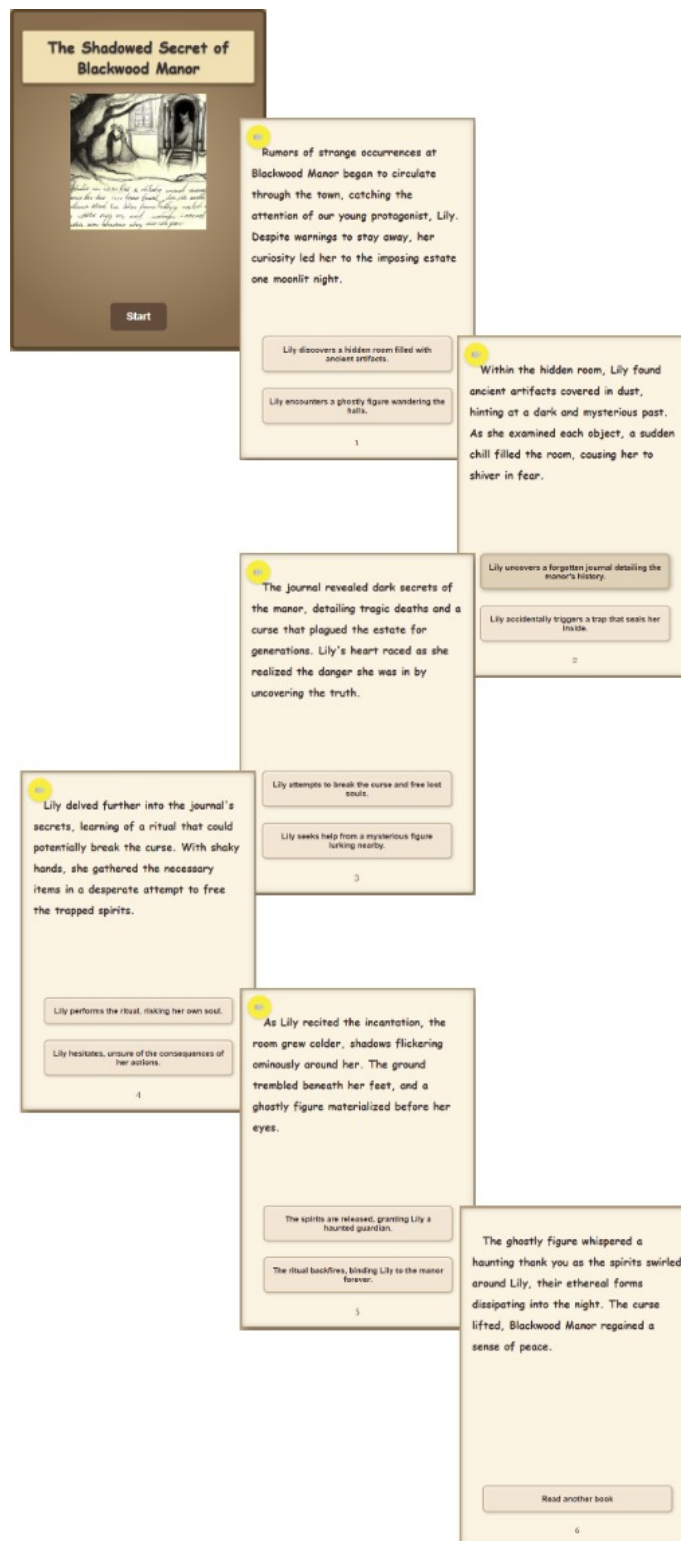 The Shadowed Secret of
Blackwood Manor
Start
Rumors of strange occurrences at
Blackwood Manor began to circulate
through the town, catching the
attention of our young protagonist, Lily.
Despite warnings to stay away, her
curiosity led her to the imposing estate
one moonlit night.
Lily discovers a hidden room filled with
ancient artifacts.
Lily encounters a ghostly figure wandering the
halls.
1
Within the hidden room, Lily found
ancient artifacts covered in dust,
hinting at a dark and mysterious past.
As she examined each object, a sudden
chill filled the room, causing her to
shiver in fear.
Lily uncovers a forgotten journal detailing the
manor's history.
Lily accidentally triggers a trap that seals her
inside.
2
The journal revealed dark secrets of
the manor, detailing tragic deaths and a
curse that plagued the estate for
generations. Lily's heart raced as she
realized the danger she was in by
uncovering the truth.
Lily attempts to break the curse and free lost
souls.
Lily seeks help from a mysterious figure
lurking nearby.
3
Lily delved further into the journal's
secrets, learning of a ritual that could
potentially break the curse. With shaky
hands, she gathered the necessary
items in a desperate attempt to free
the trapped spirits.
Lily performs the ritual, risking her own soul.
Lily hesitates, unsure of the consequences of
her actions.
4
As Lily recited the incantation, the
room grew colder, shadows flickering
ominously around her. The ground
trembled beneath her feet, and a
ghostly figure materialized before her
eyes.
The spirits are released, granting Lily a
haunted guardian.
The ritual backfires, binding Lily to the manor
forever.
5
The ghostly figure whispered a
haunting thank you as the spirits swirled
around Lily, their ethereal forms
dissipating into the night. The curse
lifted, Blackwood Manor regained a
sense of peace.
Read another book
6